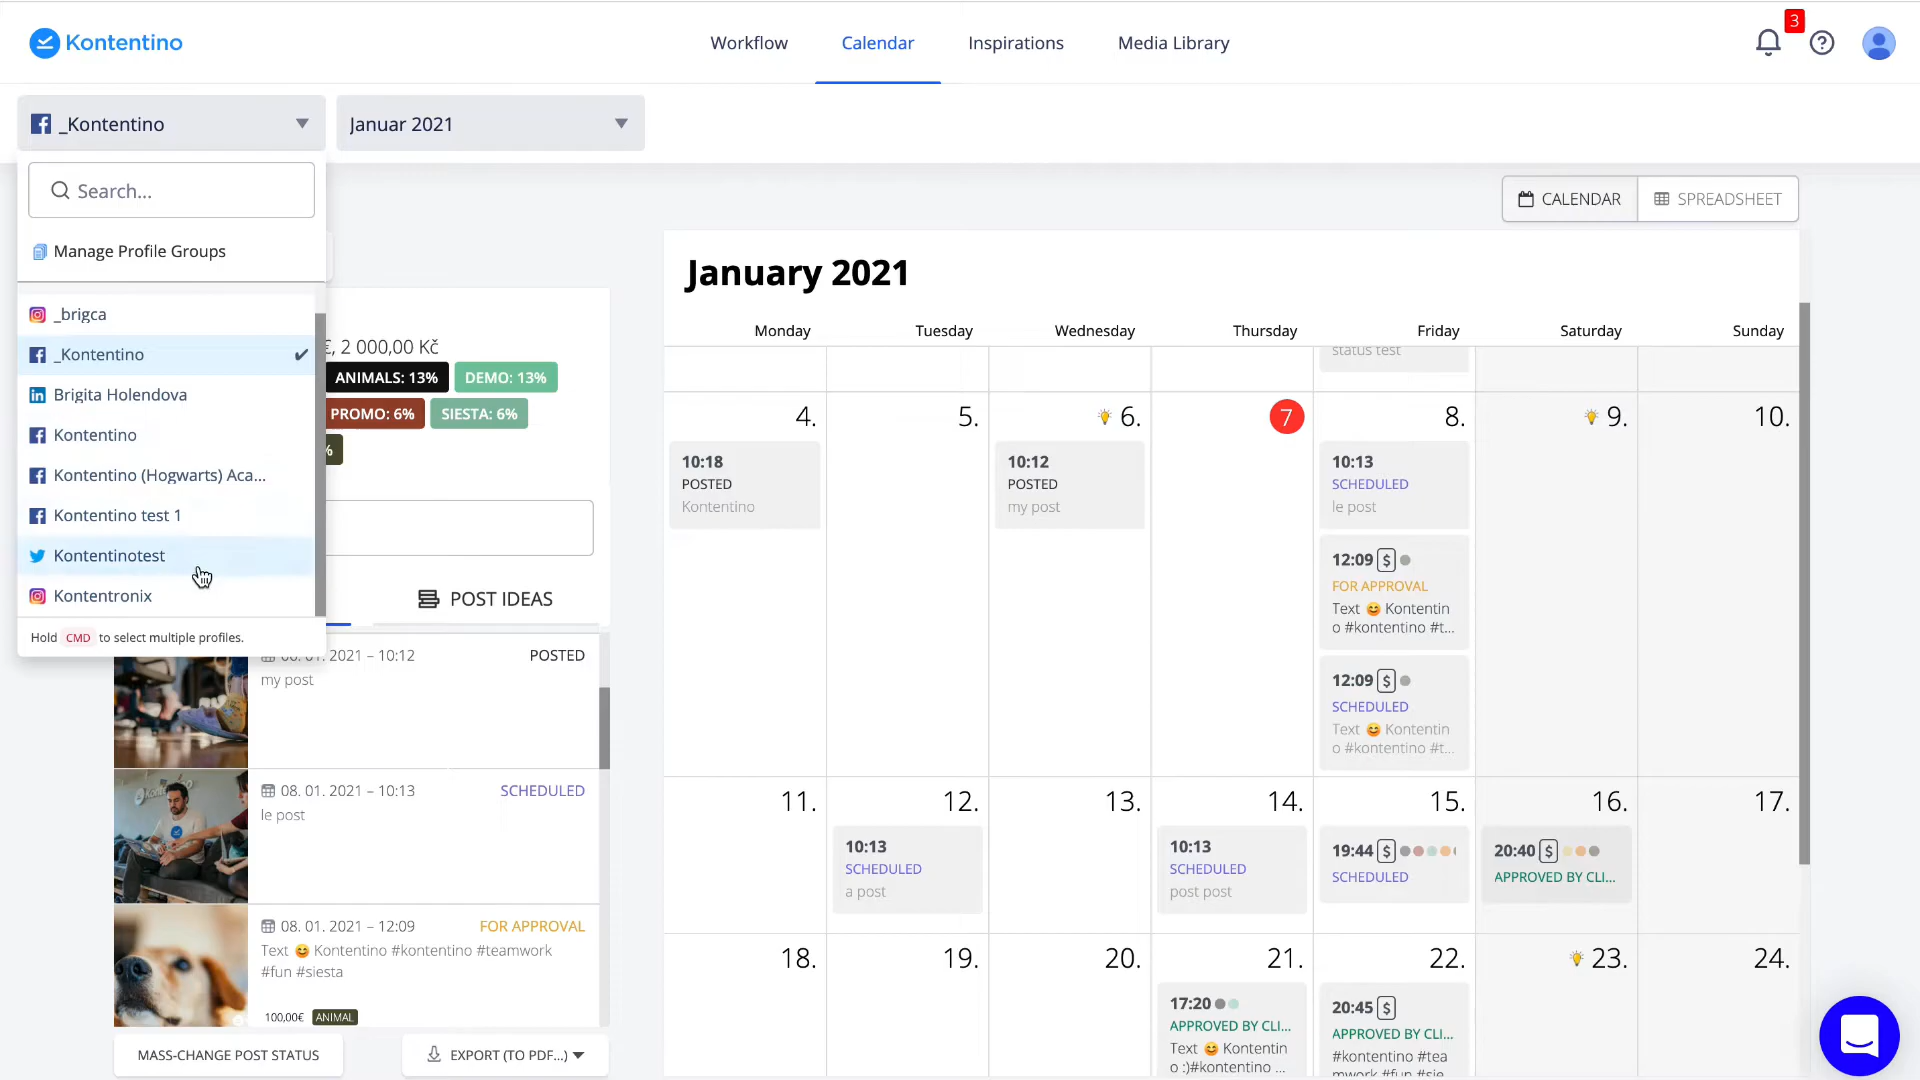 Kontentino
Workflow
Calendar
Inspirations
Media Library
3
_Kontentino
Januar 2021
Search...
Manage Profile Groups
_brigca
_Kontentino
Brigita Holendova
Kontentino
Kontentino (Hogwarts) Aca...
Kontentino test 1
Kontentinotest
Kontentronix
Hold CMD to select multiple profiles.
€, 2 000,00 Kč
ANIMALS: 13%
DEMO: 13%
PROMO: 6%
SIESTA: 6%
%
POST IDEAS
06. 01. 2021 – 10:12
POSTED
my post
08. 01. 2021 – 10:13
SCHEDULED
le post
08. 01. 2021 – 12:09
FOR APPROVAL
Text 😊 Kontentino #kontentino #teamwork
#fun #siesta
100,00€ ANIMAL
MASS-CHANGE POST STATUS
EXPORT (TO PDF...)
CALENDAR
SPREADSHEET
January 2021
Monday
Tuesday
Wednesday
Thursday
Friday
Saturday
Sunday
status test
4.
5.
6.
7
8.
9.
10.
10:18
POSTED
Kontentino
10:12
POSTED
my post
10:13
SCHEDULED
le post
12:09 $
FOR APPROVAL
Text 😊 Kontentin
o #kontentino #t...
12:09 $
SCHEDULED
Text 😊 Kontentin
o #kontentino #t...
11.
12.
13.
14.
15.
16.
17.
10:13
SCHEDULED
a post
10:13
SCHEDULED
post post
19:44 $
SCHEDULED
20:40 $
APPROVED BY CLI...
18.
19.
20.
21.
22.
23.
24.
17:20
APPROVED BY CLI...
Text 😊 Kontentin
o :)#kontentino ...
20:45 $
APPROVED BY CLI...
#kontentino #tea
mwork #fun #sie